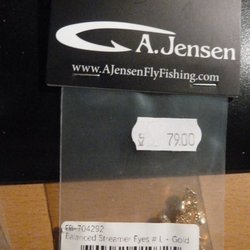 A.Jensen
www.AJensenFlyFishing.com
79.00
704292
Balanced Streamer Eyes # L - Gold